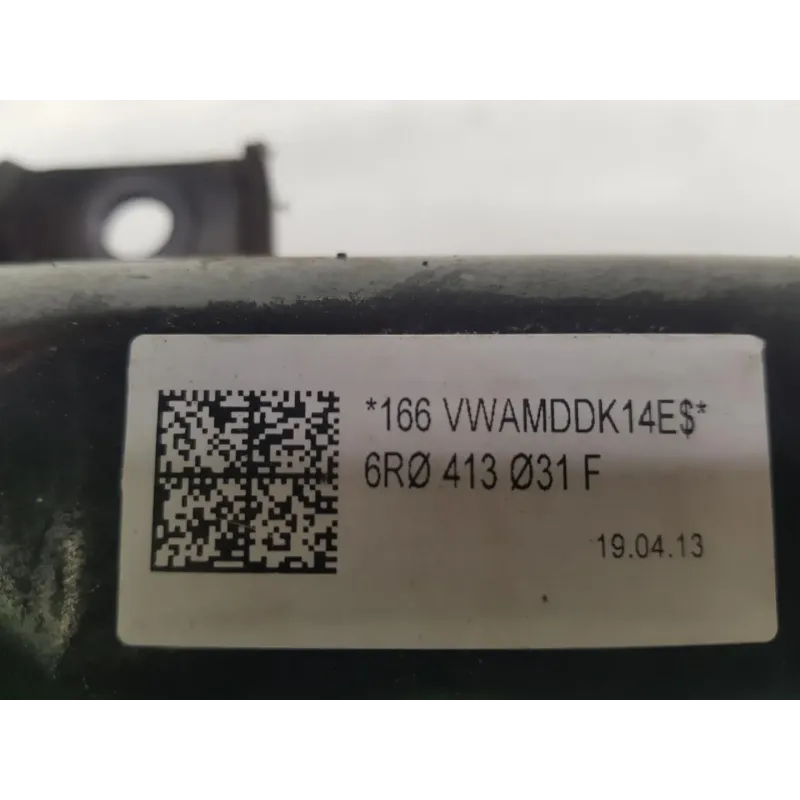 *166 VWAMDDK14E$*
6RØ 413 Ø31 F
19.04.13